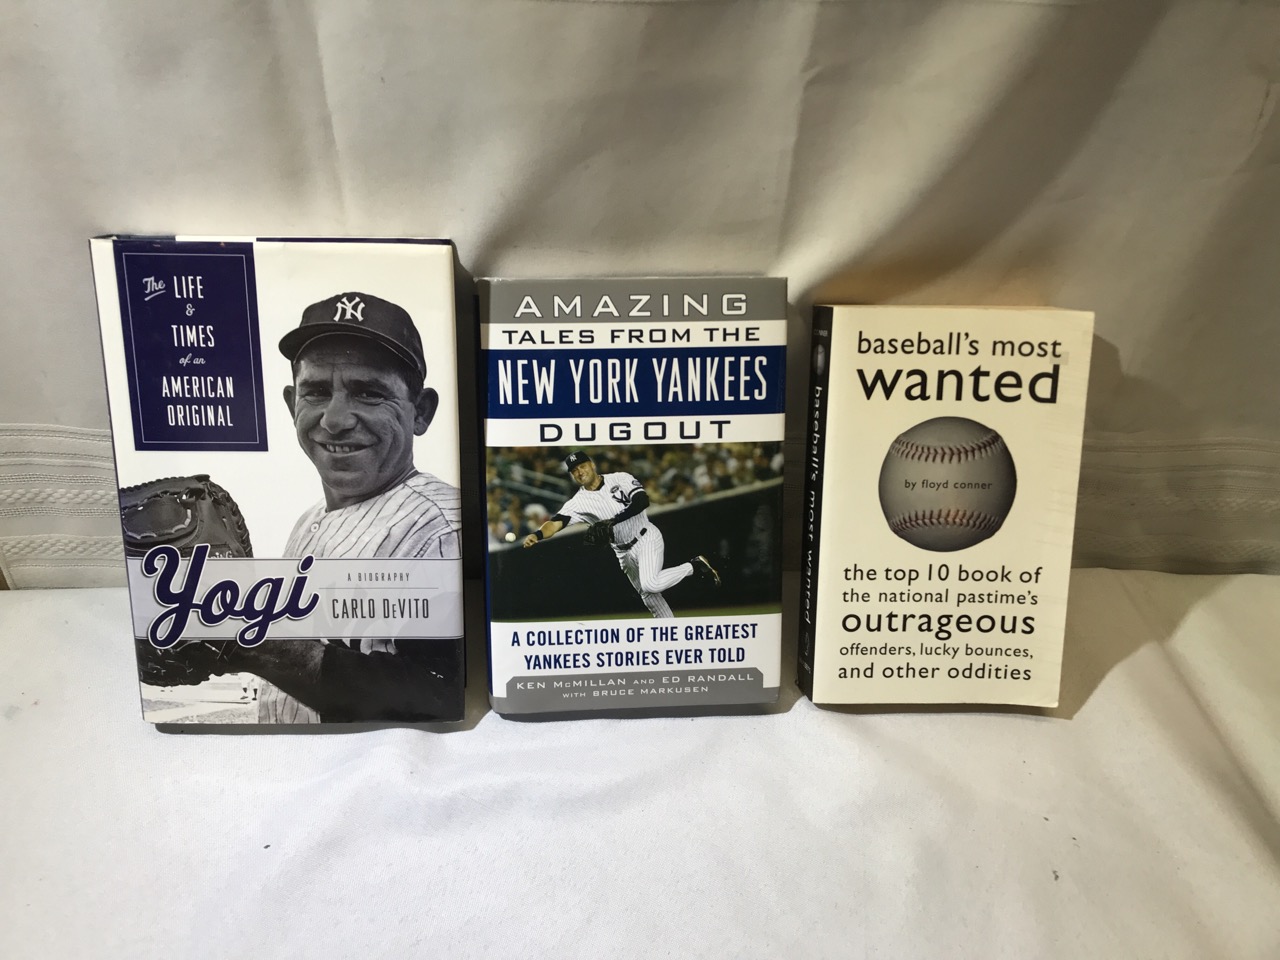 The LIFE
&
TIMES
of an
AMERICAN
ORIGINAL
NY
Yogi
A BIOGRAPHY
CARLO DeVITO
AMAZING
TALES FROM THE
NEW YORK YANKEES
DUGOUT
A COLLECTION OF THE GREATEST
YANKEES STORIES EVER TOLD
KEN McMILLAN AND ED RANDALL
WITH BRUCE MARKUSEN
baseball's most wanted
baseball's most
wanted
by floyd conner
the top 10 book of
the national pastime's
outrageous
offenders, lucky bounces,
and other oddities